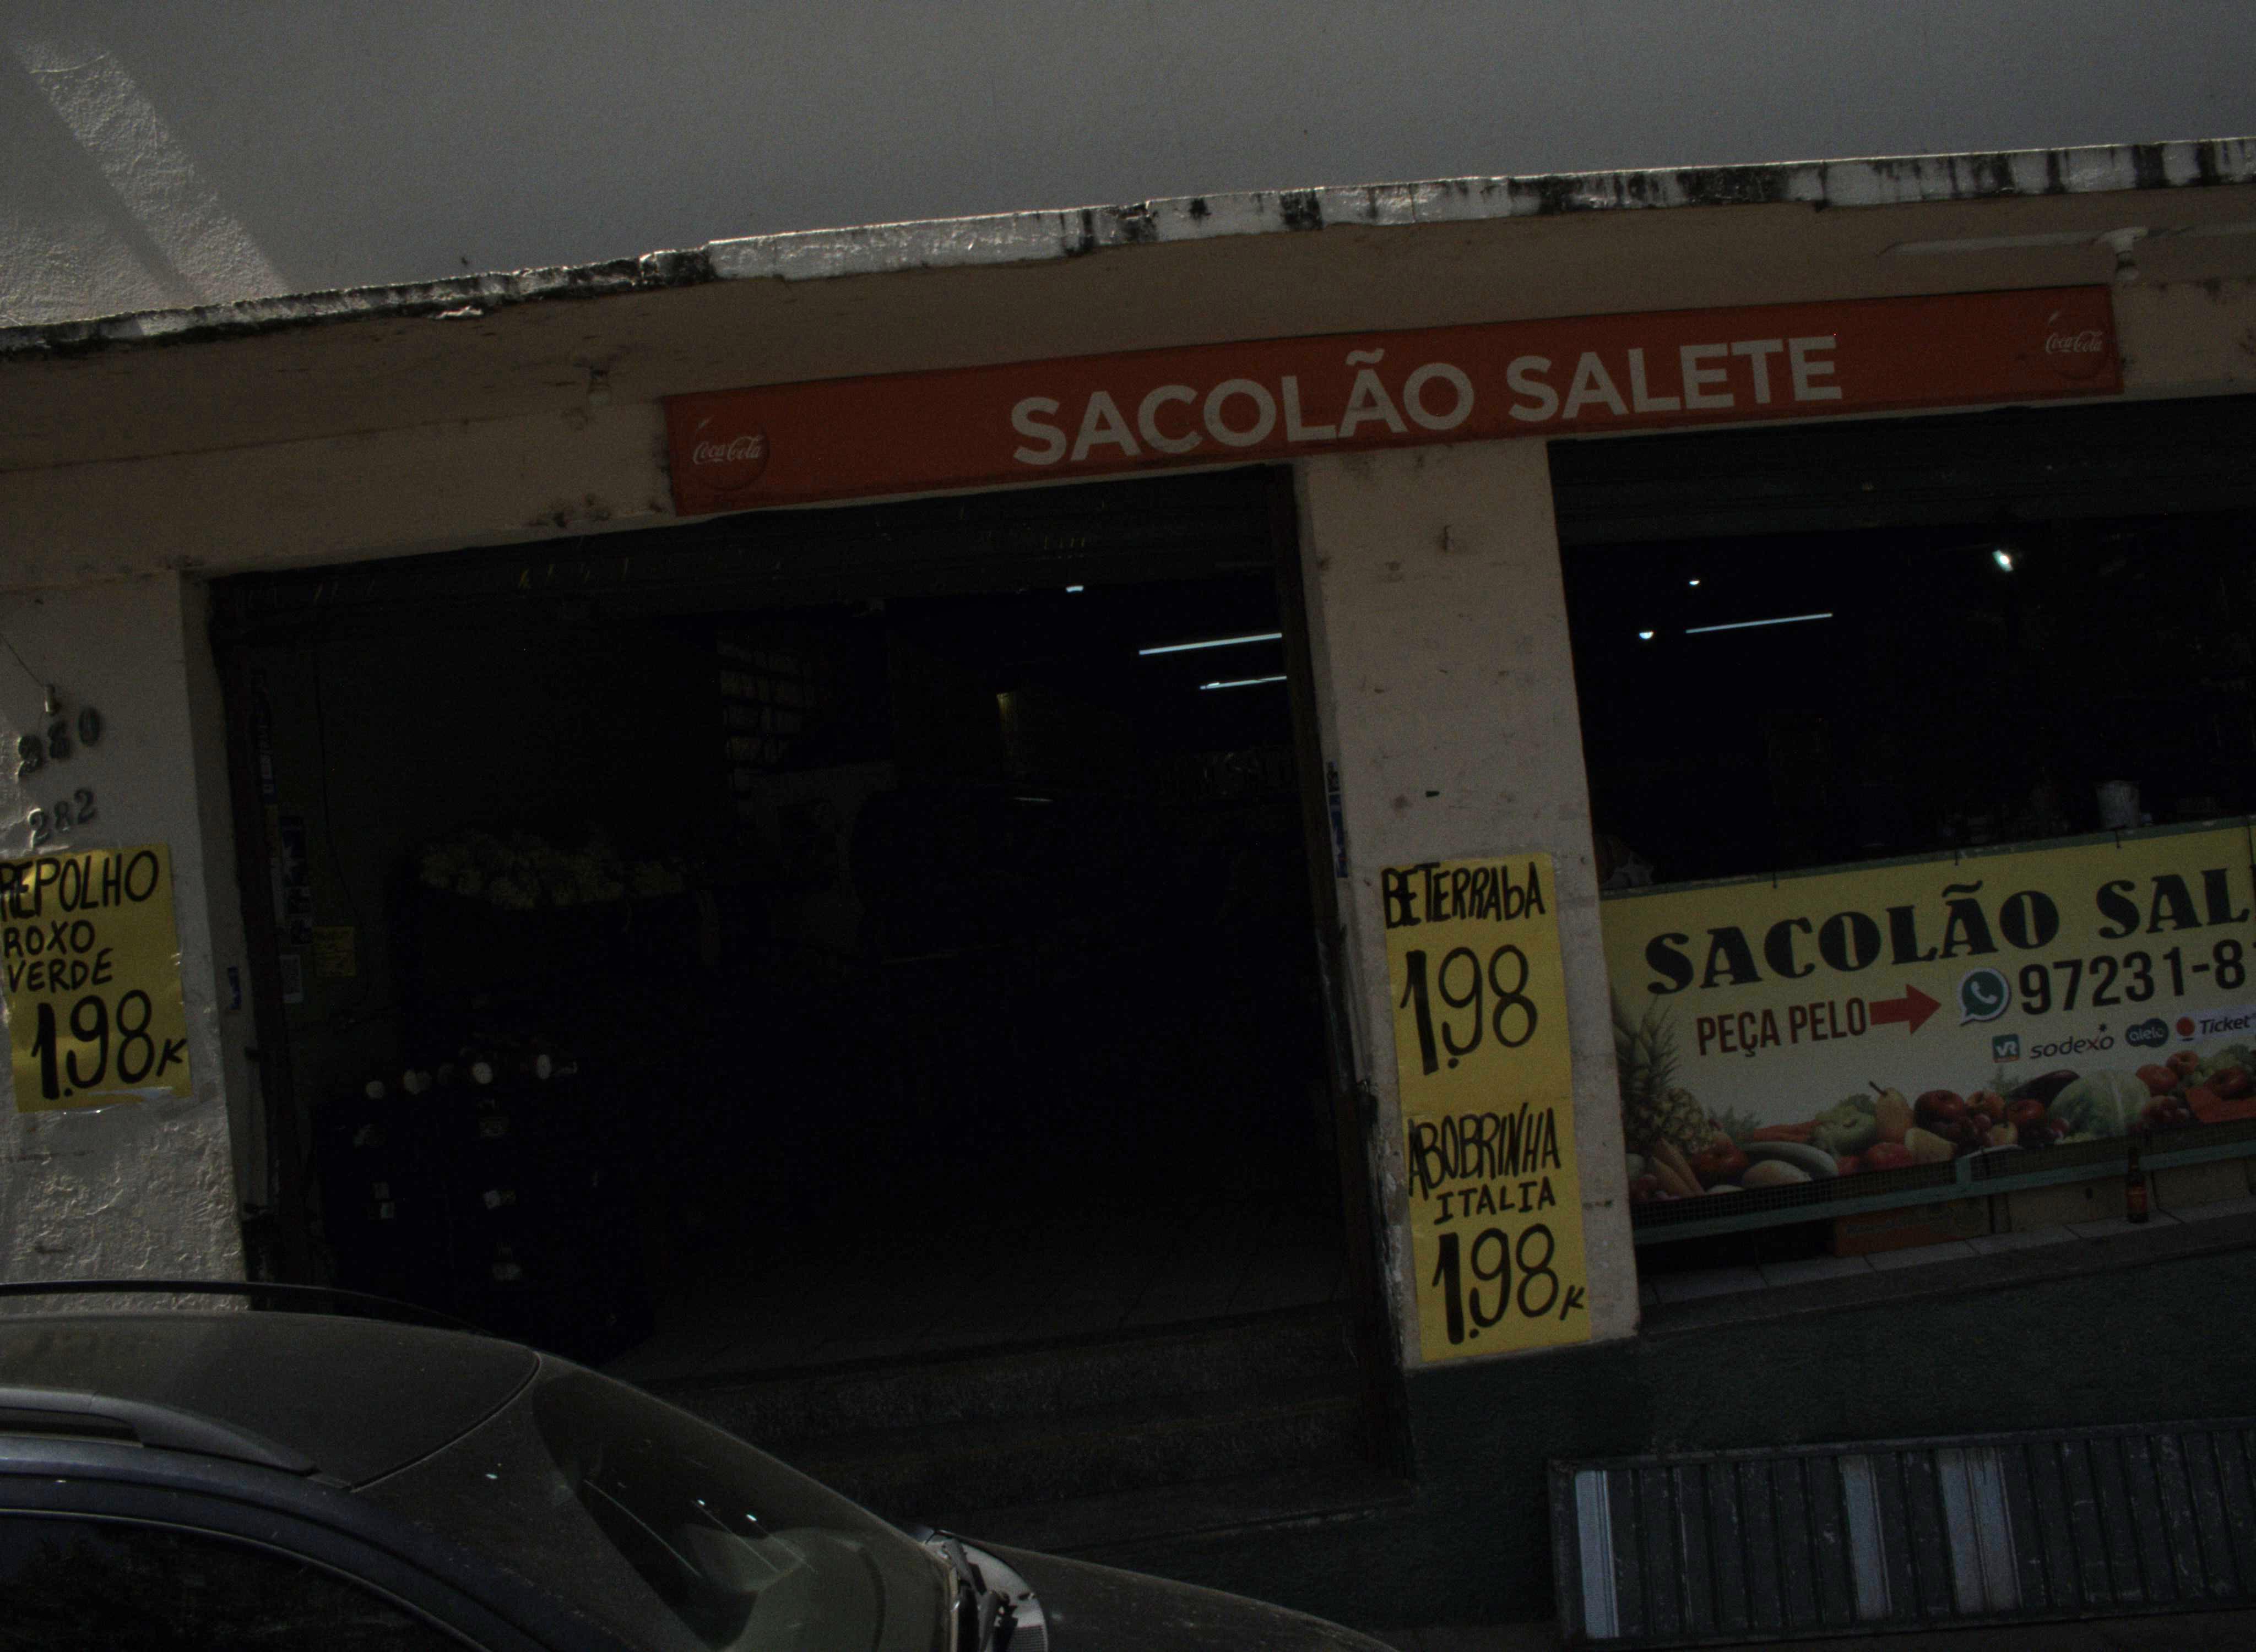 SACOLÃO SALETE
Coca-Cola
Coca-Cola
282
REPOLHO
ROXO
VERDE
1.98K
BETERRAbA
1.98
ABOBRINHA
ITALIA
1.98K
SACOLÃO SAL
PEÇA PELO
97231-8
VR sodexo alelo Ticket